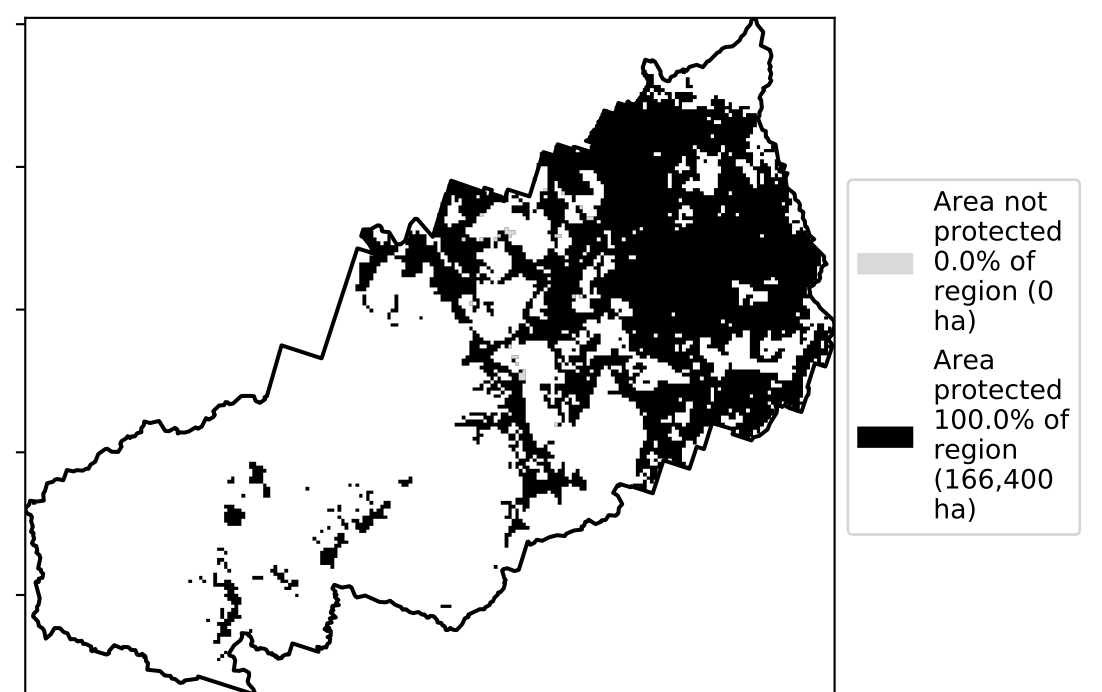 Area not
protected
0.0% of
region (0
ha)
Area
protected
100.0% of
region
(166,400
ha)